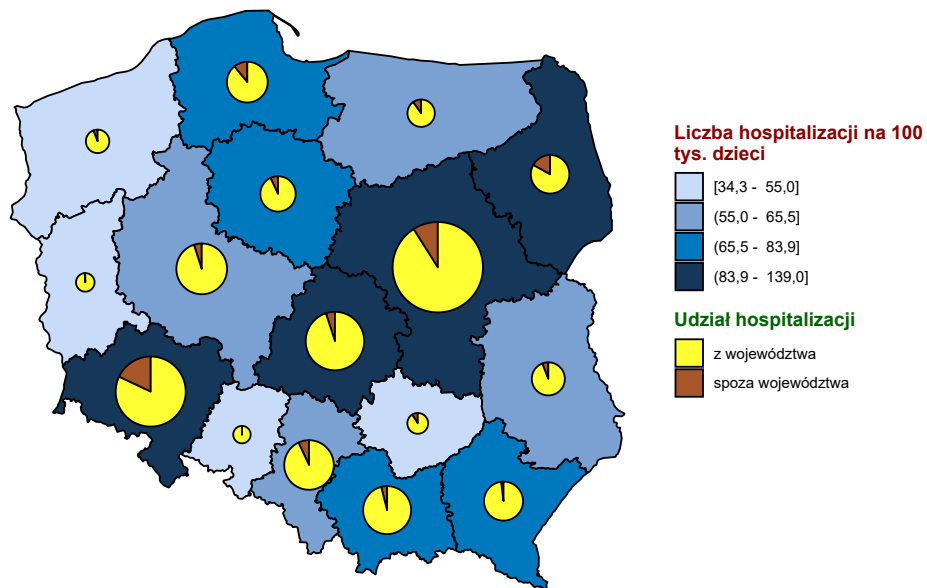 Liczba hospitalizacji na 100
tys. dzieci
[34,3 - 55,0]
(55,0 - 65,5]
(65,5 - 83,9]
(83,9 - 139,0]
Udział hospitalizacji
z województwa
spoza województwa